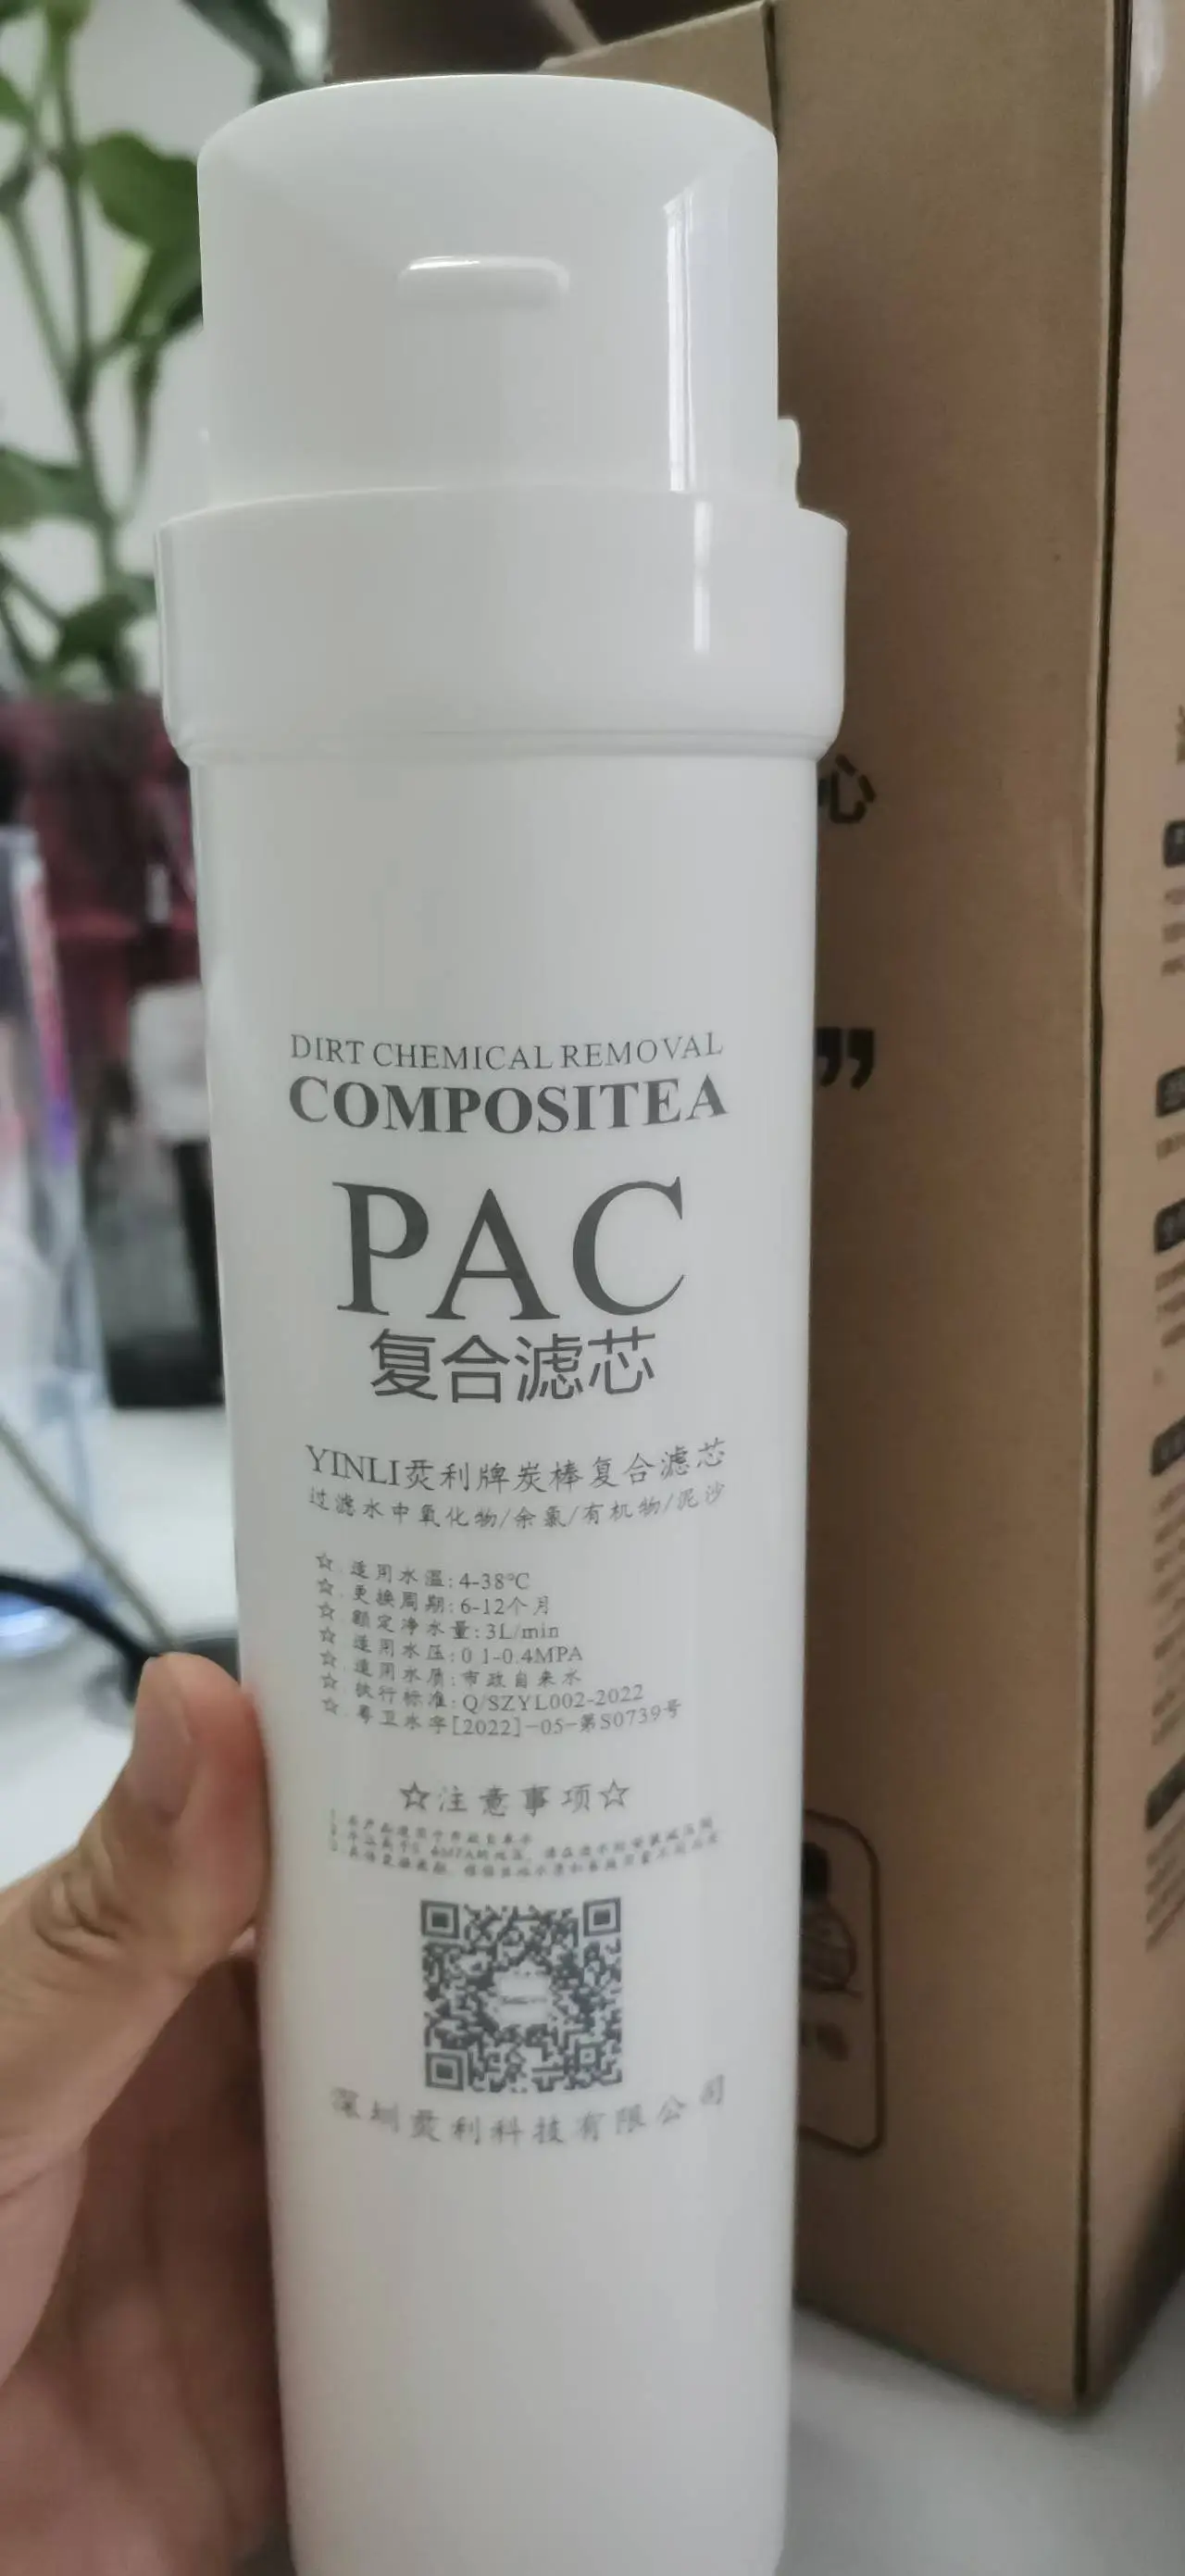 DIRT CHEMICAL REMOVAL
COMPOSITEA
PAC
复合滤芯
YINLI烎利牌炭棒复合滤芯
过滤水中氧化物/余氯/有机物/泥沙
☆.适用水温:4-38℃
☆.更换周期:6-12个月
☆.额定净水量:3L/min
☆.适用水压:0 1-0.4MPA
☆.适用水质:市政自来水
☆.执行标准:Q/SZYL002-2022
☆.粤卫水字[2022]-05-第S0739号
☆注意事项☆
深圳烎利科技有限公司
心
”